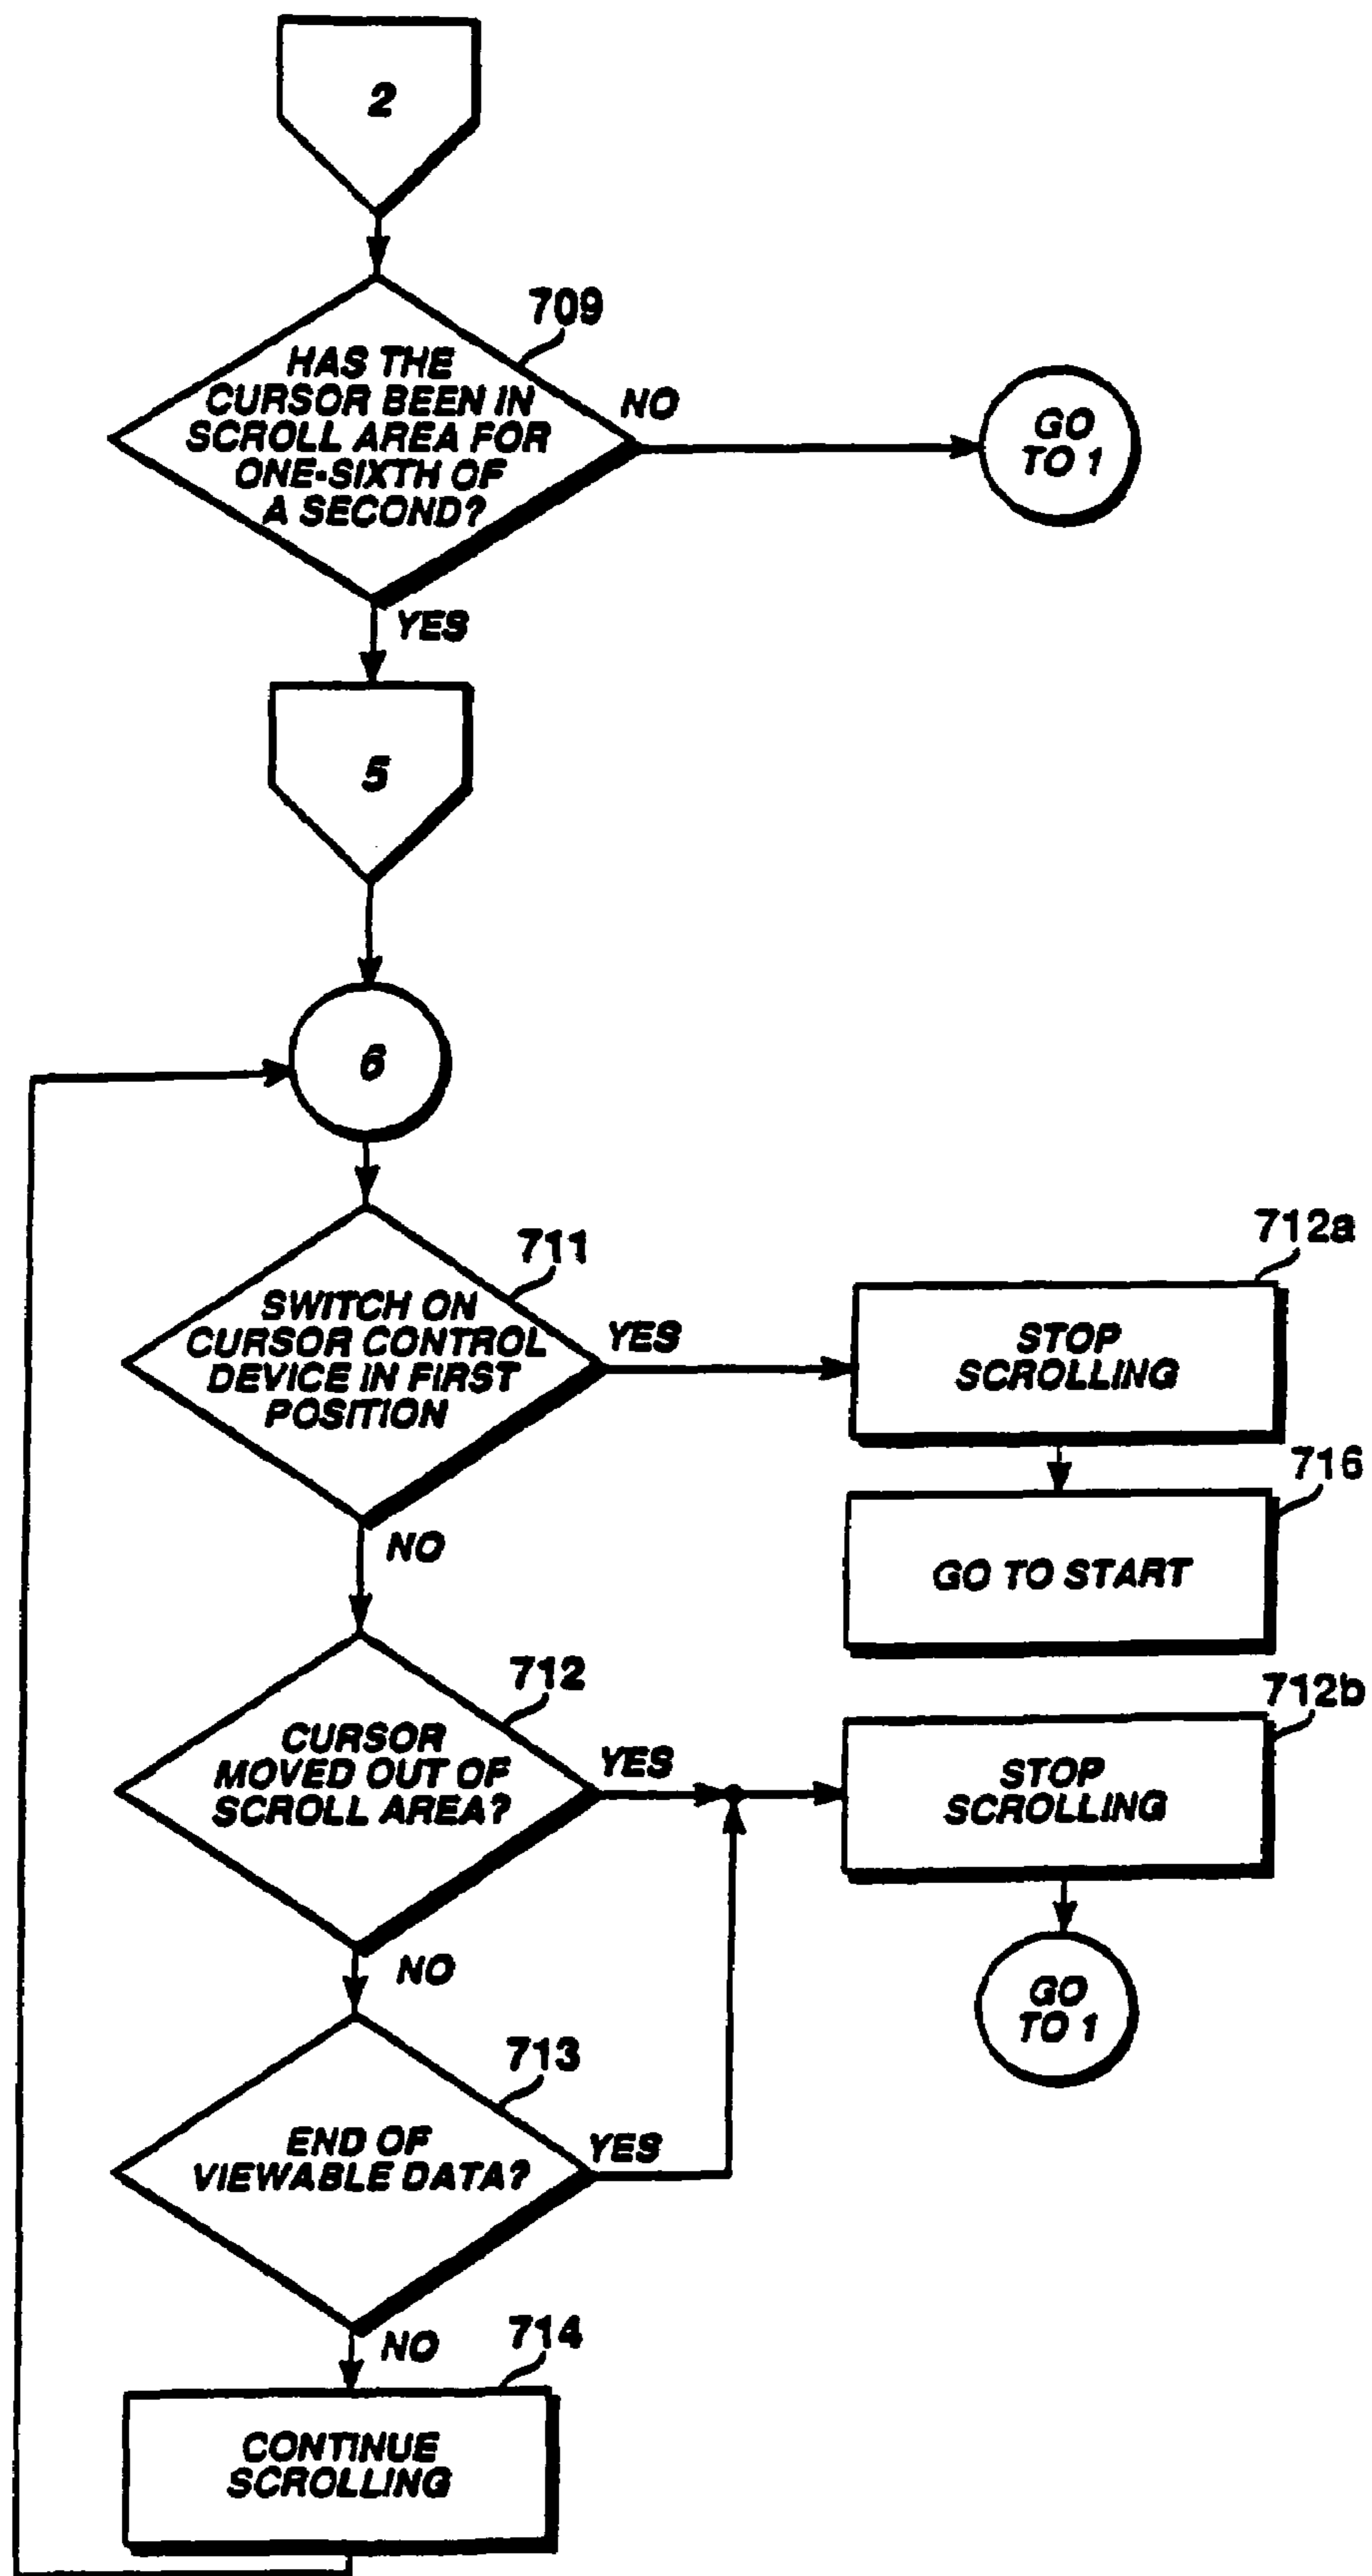 2
709
HAS THE
CURSOR BEEN IN
SCROLL AREA FOR
ONE-SIXTH OF
A SECOND?
NO
GO
TO 1
YES
5
6
711
SWITCH ON
CURSOR CONTROL
DEVICE IN FIRST
POSITION
YES
712a
STOP
SCROLLING
716
GO TO START
NO
712
CURSOR
MOVED OUT OF
SCROLL AREA?
YES
712b
STOP
SCROLLING
GO
TO 1
NO
713
END OF
VIEWABLE DATA?
YES
NO
714
CONTINUE
SCROLLING